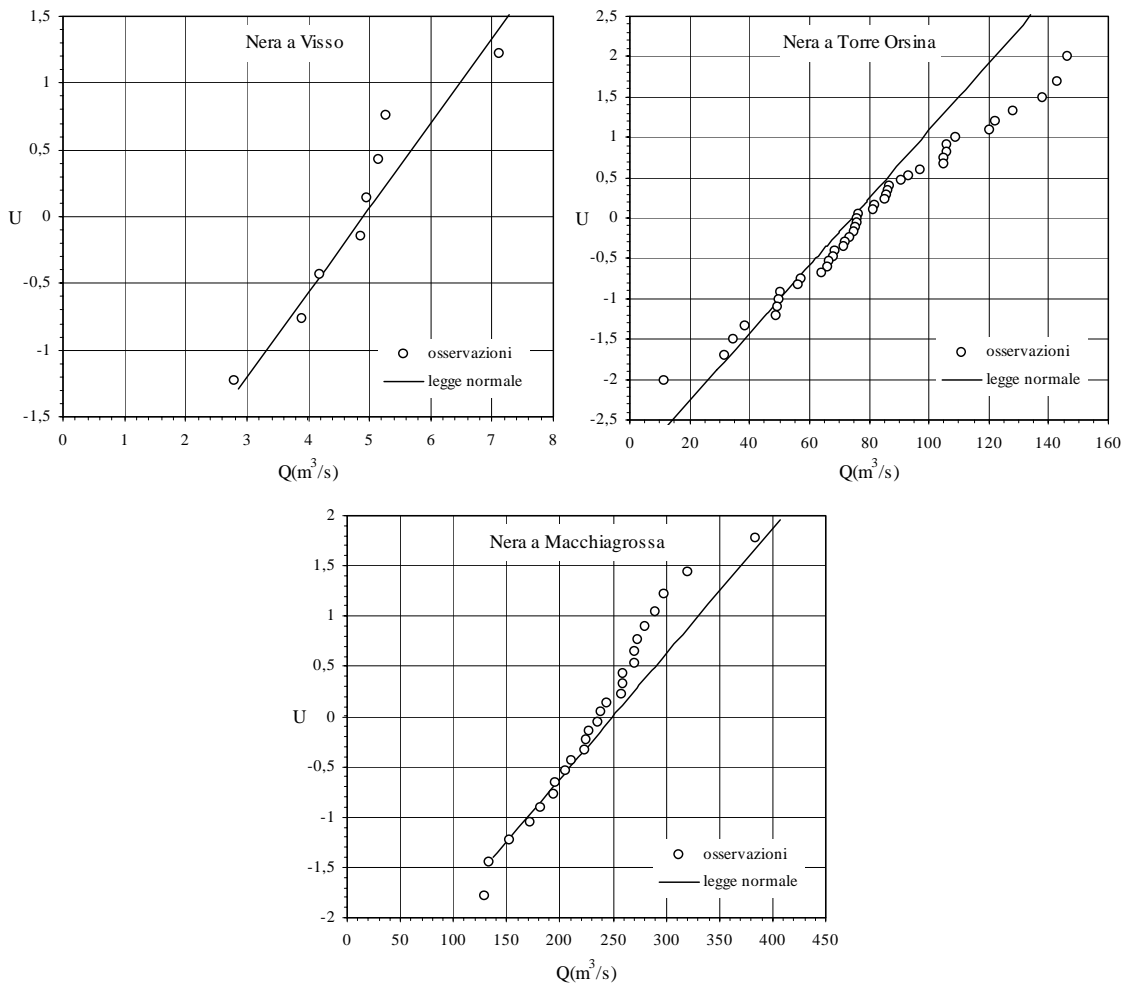 Nera a Visso
1,5
1
0,5
0
-0,5
-1
-1,5
U
0 1 2 3 4 5 6 7 8
Q(m³/s)
osservazioni
legge normale
Nera a Torre Orsina
2,5
2
1,5
1
0,5
0
-0,5
-1
-1,5
-2
-2,5
U
0 20 40 60 80 100 120 140 160
Q(m³/s)
osservazioni
legge normale
Nera a Macchiagrossa
2
1,5
1
0,5
0
-0,5
-1
-1,5
-2
U
0 50 100 150 200 250 300 350 400 450
Q(m³/s)
osservazioni
legge normale